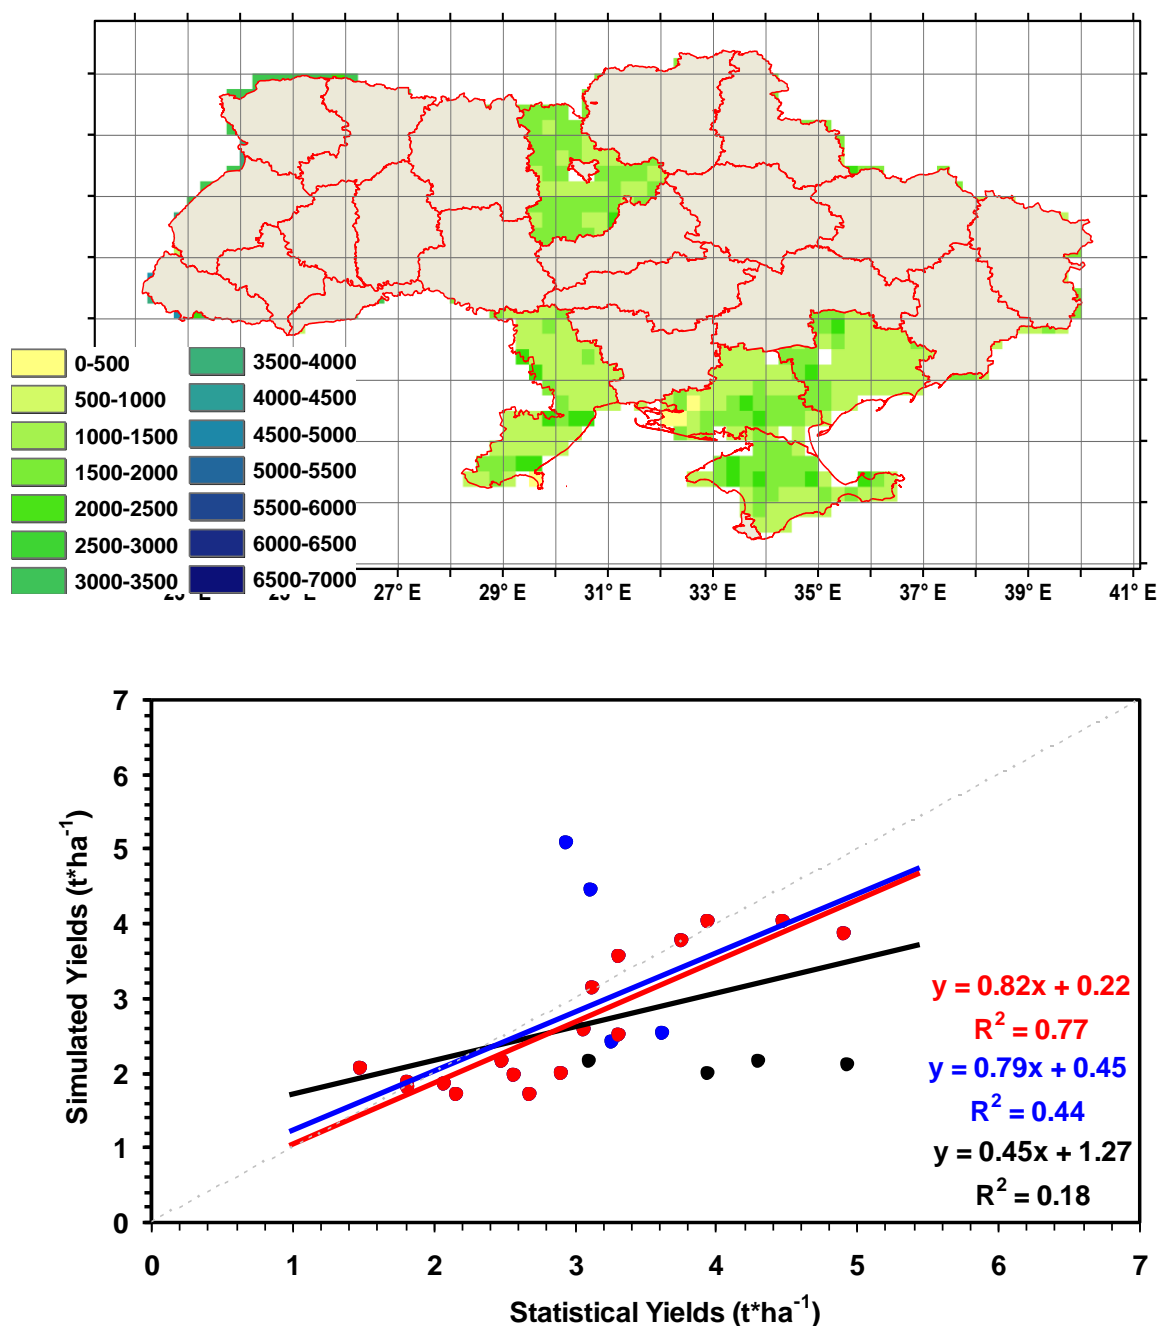 0-500
500-1000
1000-1500
1500-2000
2000-2500
2500-3000
3000-3500
3500-4000
4000-4500
4500-5000
5000-5500
5500-6000
6000-6500
6500-7000
27° E 29° E 31° E 33° E 35° E 37° E 39° E 41° E
7
6
5
4
3
2
1
0
Simulated Yields (t*ha⁻¹)
y = 0.82x + 0.22
R² = 0.77
y = 0.79x + 0.45
R² = 0.44
y = 0.45x + 1.27
R² = 0.18
0 1 2 3 4 5 6 7
Statistical Yields (t*ha⁻¹)